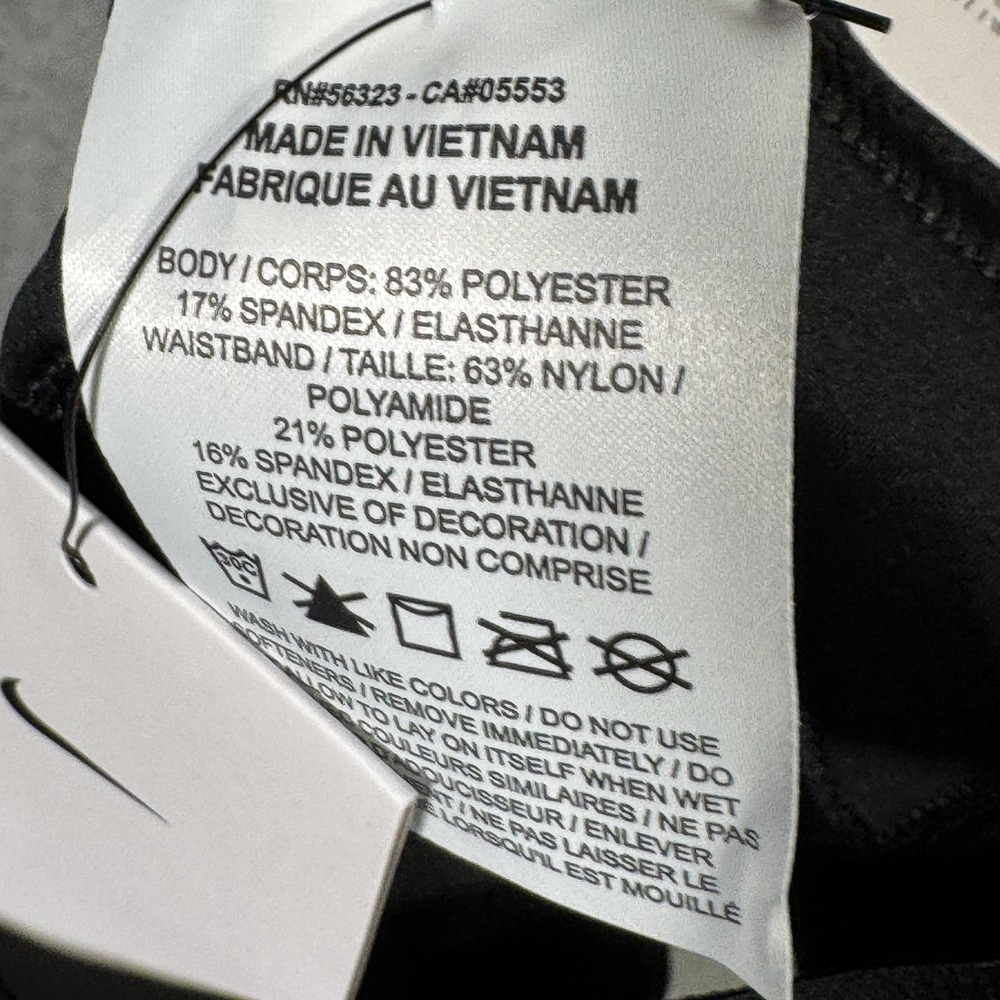 RN#56323 - CA#05553
MADE IN VIETNAM
FABRIQUE AU VIETNAM
BODY / CORPS: 83% POLYESTER
17% SPANDEX / ELASTHANNE
WAISTBAND / TAILLE: 63% NYLON /
POLYAMIDE
21% POLYESTER
16% SPANDEX / ELASTHANNE
EXCLUSIVE OF DECORATION /
DECORATION NON COMPRISE
30C
WASH WITH LIKE COLORS / DO NOT USE
SOFTENERS / REMOVE IMMEDIATELY / DO
TO LAY ON ITSELF WHEN WET
COULEURS SIMILAIRES / NE PAS
ADOUCISSEUR / ENLEVER
/ NE PAS LAISSER LE
LORSQU'IL EST MOUILLÉ